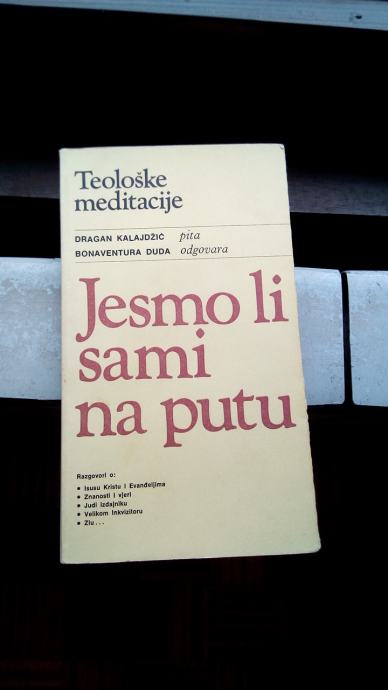 Teološke
meditacije
DRAGAN KALAJDŽIĆ pita
BONAVENTURA DUDA odgovara
Jesmo li
sami
na putu
Razgovori o:
• Isusu Kristu i Evanđeljima
• Znanosti i vjeri
• Judi izdajniku
• Velikom Inkvizitoru
• Zlu...